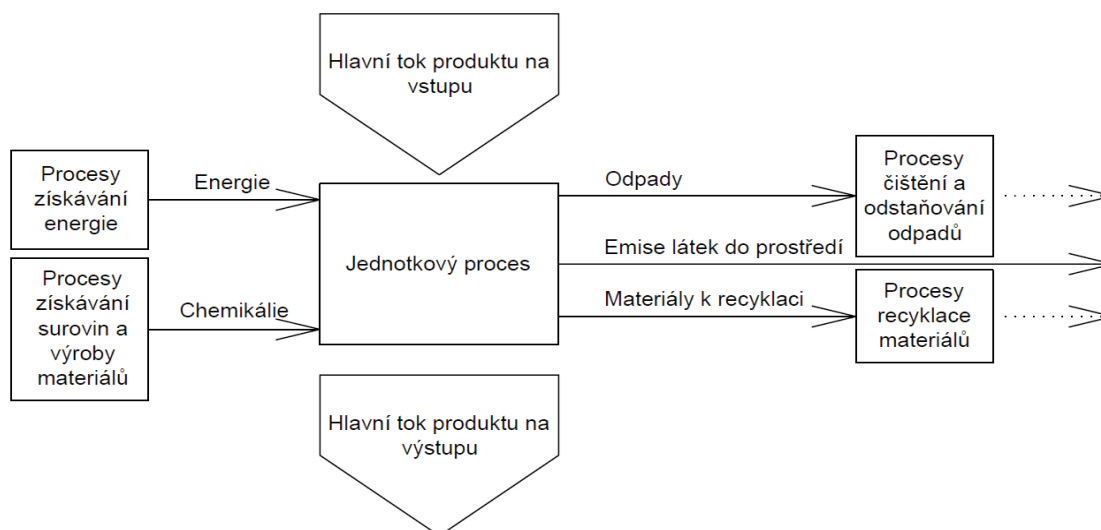 Hlavní tok produktu na
vstupu
Procesy
získávání
energie
Energie
Procesy
získávání
surovin a
výroby
materiálů
Chemikálie
Jednotkový proces
Odpady
Procesy
čištění a
odstaňování
odpadů
Emise látek do prostředí
Materiály k recyklaci
Procesy
recyklace
materiálů
Hlavní tok produktu na
výstupu